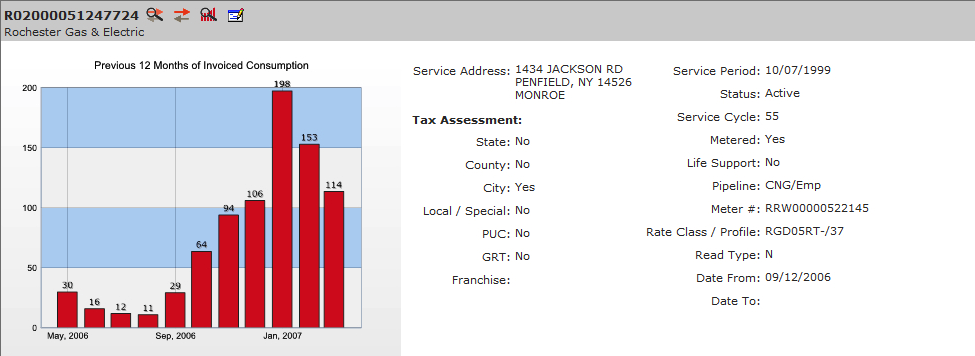 R02000051247724
Rochester Gas & Electric
Previous 12 Months of Invoiced Consumption
200
150
100
50
0
30
16
12
11
29
64
94
106
198
153
114
May, 2006
Sep, 2006
Jan, 2007
Service Address: 1434 JACKSON RD
PENFIELD, NY 14526
MONROE
Tax Assessment:
State: No
County: No
City: Yes
Local / Special: No
PUC: No
GRT: No
Franchise:
Service Period: 10/07/1999
Status: Active
Service Cycle: 55
Metered: Yes
Life Support: No
Pipeline: CNG/Emp
Meter #: RRW00000522145
Rate Class / Profile: RGD05RT-/37
Read Type: N
Date From: 09/12/2006
Date To: